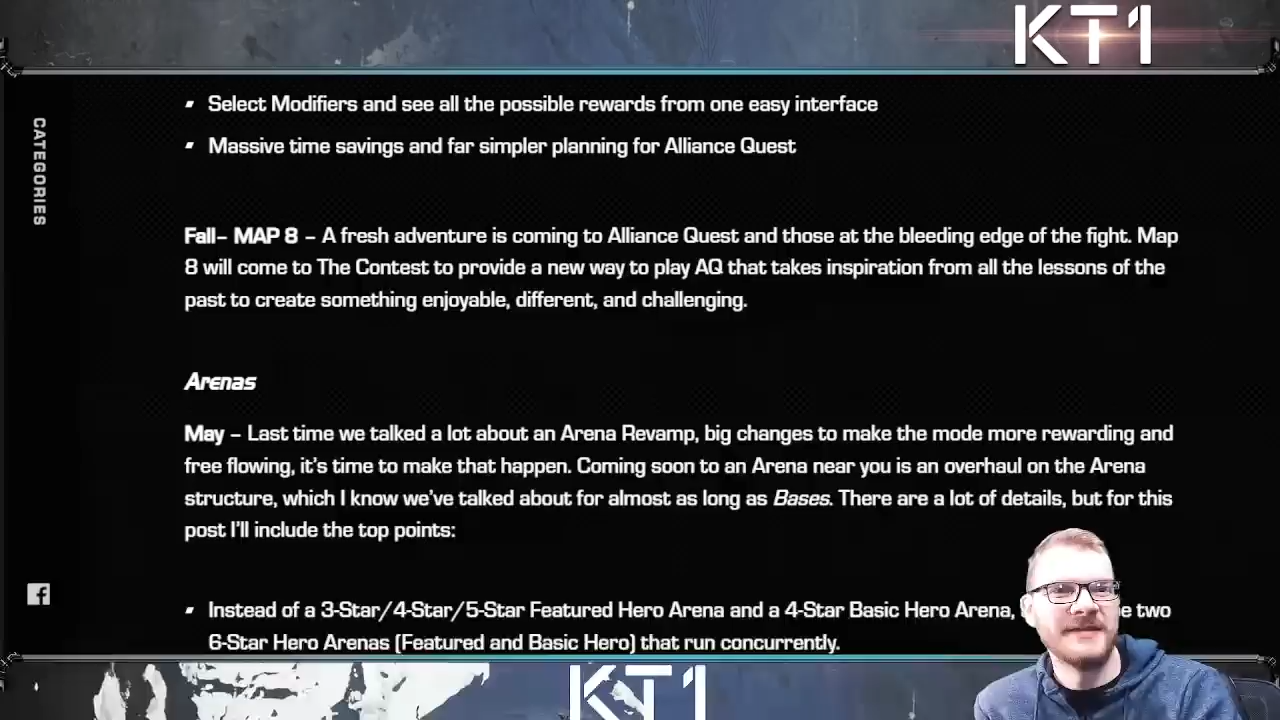 KT1
CATEGORIES
▪ Select Modifiers and see all the possible rewards from one easy interface
▪ Massive time savings and far simpler planning for Alliance Quest
Fall– MAP 8 – A fresh adventure is coming to Alliance Quest and those at the bleeding edge of the fight. Map
8 will come to The Contest to provide a new way to play AQ that takes inspiration from all the lessons of the
past to create something enjoyable, different, and challenging.
Arenas
May – Last time we talked a lot about an Arena Revamp, big changes to make the mode more rewarding and
free flowing, it's time to make that happen. Coming soon to an Arena near you is an overhaul on the Arena
structure, which I know we've talked about for almost as long as Bases. There are a lot of details, but for this
post I'll include the top points:
▪ Instead of a 3-Star/4-Star/5-Star Featured Hero Arena and a 4-Star Basic Hero Arena, two
6-Star Hero Arenas (Featured and Basic Hero) that run concurrently.
KT1